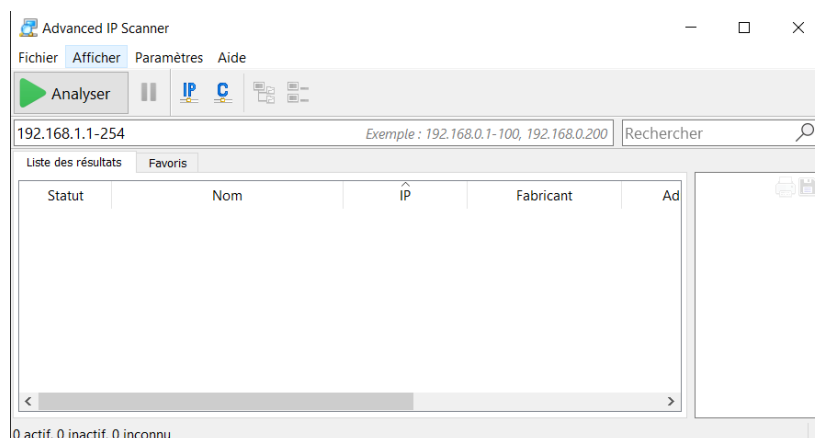 Advanced IP Scanner
Fichier Afficher Paramètres Aide
Analyser IP C
192.168.1.1-254 Exemple : 192.168.0.1-100, 192.168.0.200 Rechercher
Liste des résultats Favoris
Statut Nom IP Fabricant Ad
0 actif, 0 inactif, 0 inconnu